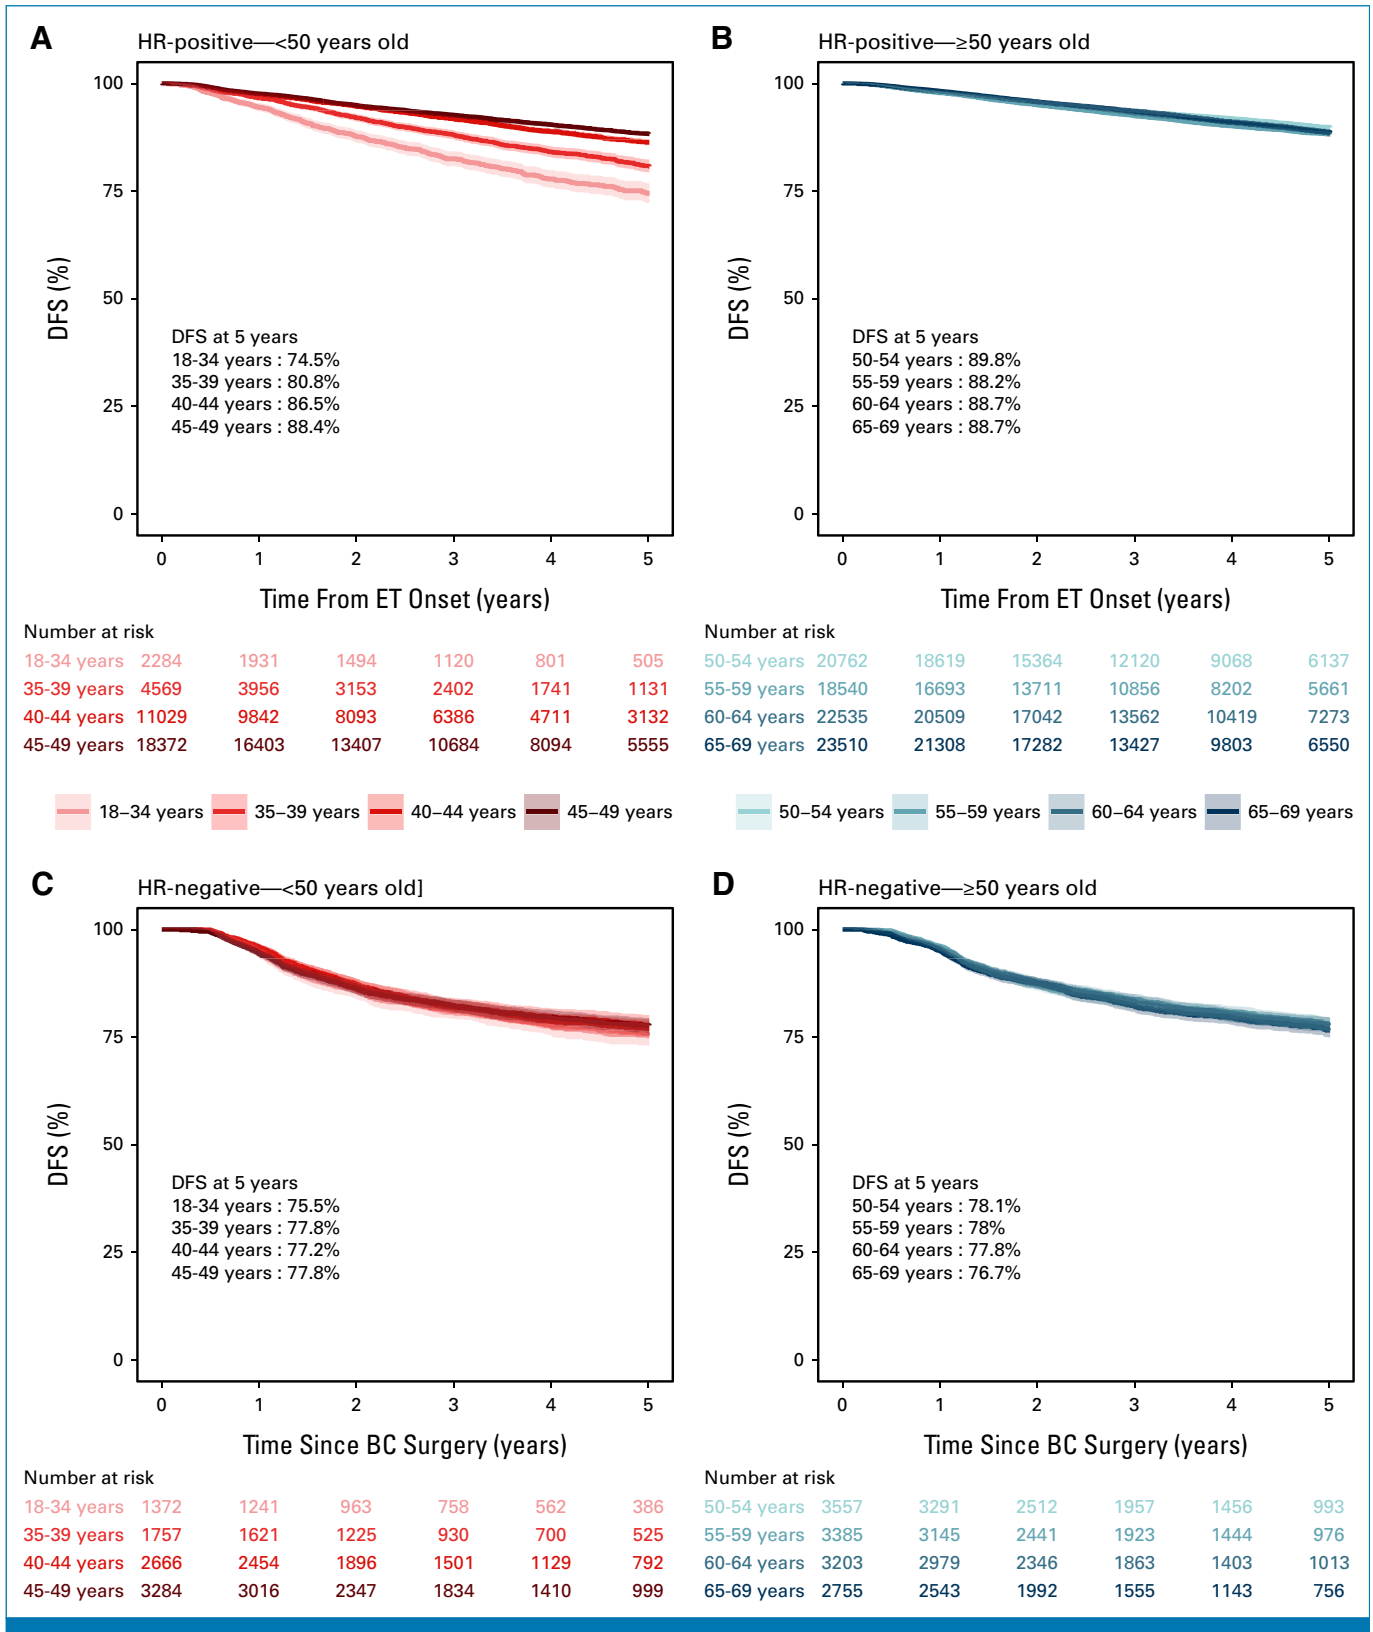 A
HR-positive—<50 years old
100
75
50
25
0
DFS (%)
DFS at 5 years
18-34 years : 74.5%
35-39 years : 80.8%
40-44 years : 86.5%
45-49 years : 88.4%
0 1 2 3 4 5
Time From ET Onset (years)
Number at risk
18-34 years 2284 1931 1494 1120 801 505
35-39 years 4569 3956 3153 2402 1741 1131
40-44 years 11029 9842 8093 6386 4711 3132
45-49 years 18372 16403 13407 10684 8094 5555
18–34 years 35–39 years 40–44 years 45–49 years
B
HR-positive—≥50 years old
100
75
50
25
0
DFS (%)
DFS at 5 years
50-54 years : 89.8%
55-59 years : 88.2%
60-64 years : 88.7%
65-69 years : 88.7%
0 1 2 3 4 5
Time From ET Onset (years)
Number at risk
50-54 years 20762 18619 15364 12120 9068 6137
55-59 years 18540 16693 13711 10856 8202 5661
60-64 years 22535 20509 17042 13562 10419 7273
65-69 years 23510 21308 17282 13427 9803 6550
50–54 years 55–59 years 60–64 years 65–69 years
C
HR-negative—<50 years old]
100
75
50
25
0
DFS (%)
DFS at 5 years
18-34 years : 75.5%
35-39 years : 77.8%
40-44 years : 77.2%
45-49 years : 77.8%
0 1 2 3 4 5
Time Since BC Surgery (years)
Number at risk
18-34 years 1372 1241 963 758 562 386
35-39 years 1757 1621 1225 930 700 525
40-44 years 2666 2454 1896 1501 1129 792
45-49 years 3284 3016 2347 1834 1410 999
D
HR-negative—≥50 years old
100
75
50
25
0
DFS (%)
DFS at 5 years
50-54 years : 78.1%
55-59 years : 78%
60-64 years : 77.8%
65-69 years : 76.7%
0 1 2 3 4 5
Time Since BC Surgery (years)
Number at risk
50-54 years 3557 3291 2512 1957 1456 993
55-59 years 3385 3145 2441 1923 1444 976
60-64 years 3203 2979 2346 1863 1403 1013
65-69 years 2755 2543 1992 1555 1143 756